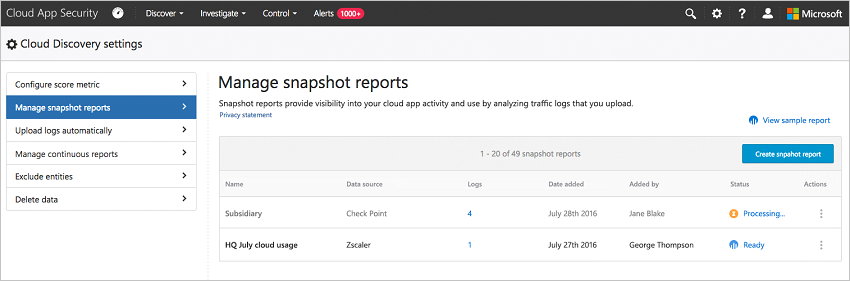 Cloud App Security Discover Investigate Control Alerts 1000+ ? Microsoft
Cloud Discovery settings
Configure score metric
Manage snapshot reports
Upload logs automatically
Manage continuous reports
Exclude entities
Delete data
Manage snapshot reports
Snapshot reports provide visibility into your cloud app activity and use by analyzing traffic logs that you upload.
Privacy statement
View sample report
1 - 20 of 49 snapshot reports Create snpahot report
Name Data source Logs Date added Added by Status Actions
Subsidiary Check Point 4 July 28th 2016 Jane Blake Processing...
HQ July cloud usage Zscaler 1 July 27th 2016 George Thompson Ready